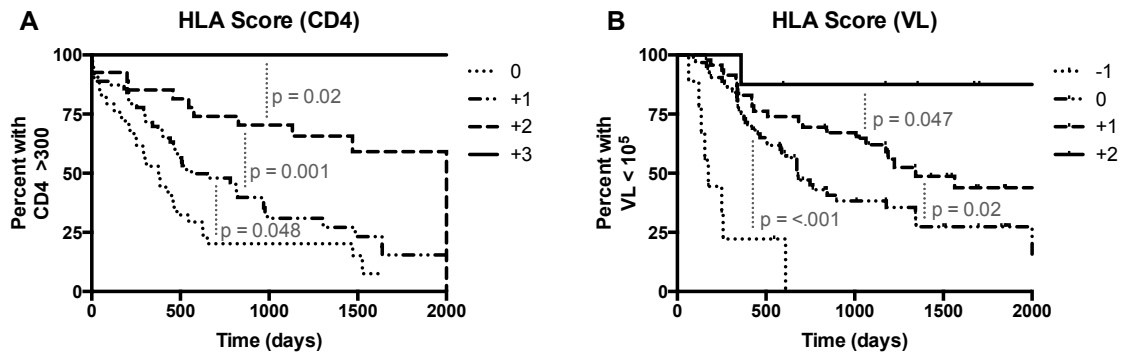 A
HLA Score (CD4)
Percent with
CD4 >300
100
75
50
25
0
0
500
1000
1500
2000
Time (days)
p = 0.02
p = 0.001
p = 0.048
0
+1
+2
+3
B
HLA Score (VL)
Percent with
VL < 10⁵
100
75
50
25
0
0
500
1000
1500
2000
Time (days)
p = 0.047
p = <.001
p = 0.02
-1
0
+1
+2